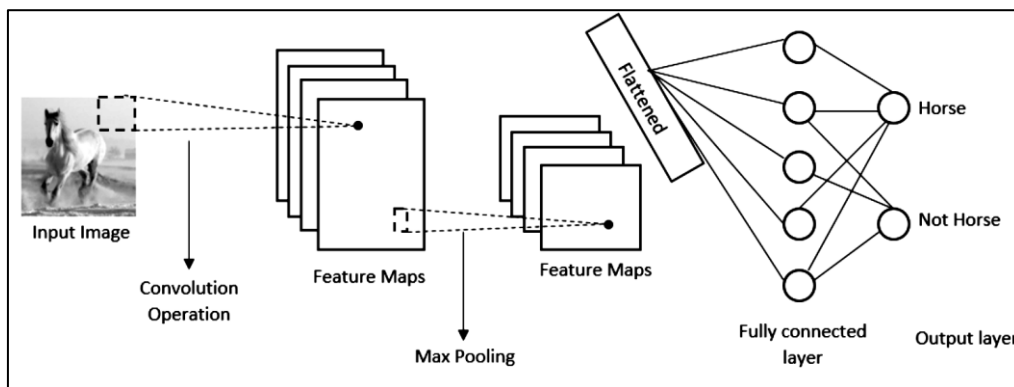 Input Image
Convolution
Operation
Feature Maps
Max Pooling
Feature Maps
Flattened
Fully connected
layer
Horse
Not Horse
Output layer